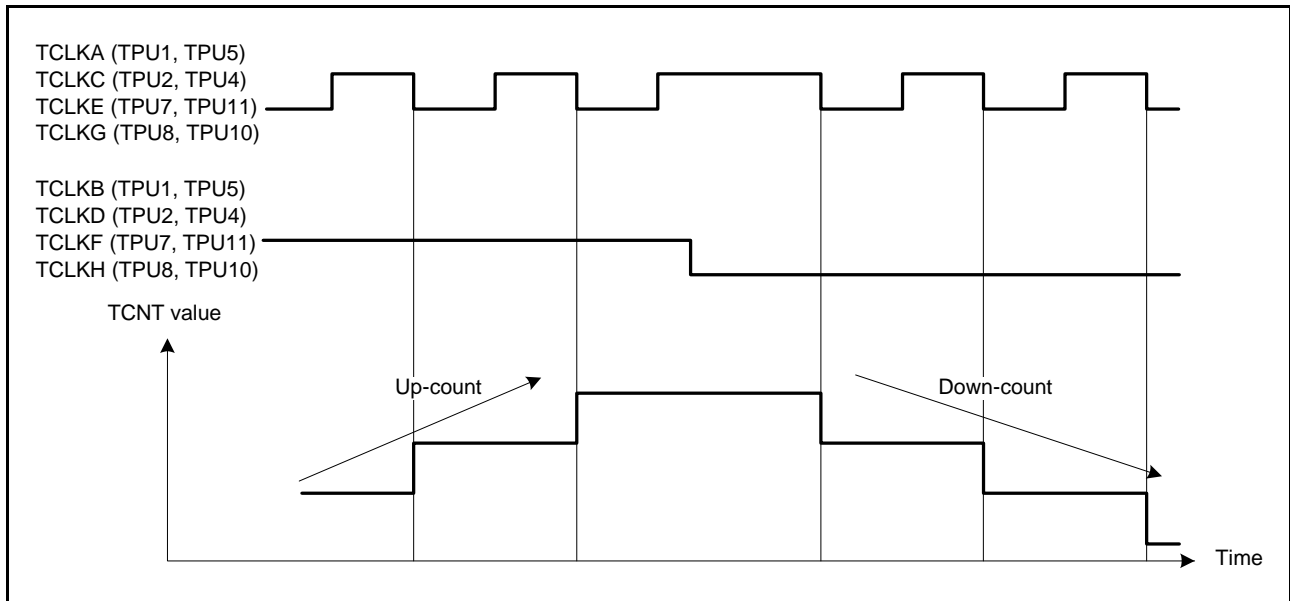 TCLKA (TPU1, TPU5)
TCLKC (TPU2, TPU4)
TCLKE (TPU7, TPU11)
TCLKG (TPU8, TPU10)
TCLKB (TPU1, TPU5)
TCLKD (TPU2, TPU4)
TCLKF (TPU7, TPU11)
TCLKH (TPU8, TPU10)
TCNT value
Up-count
Down-count
Time